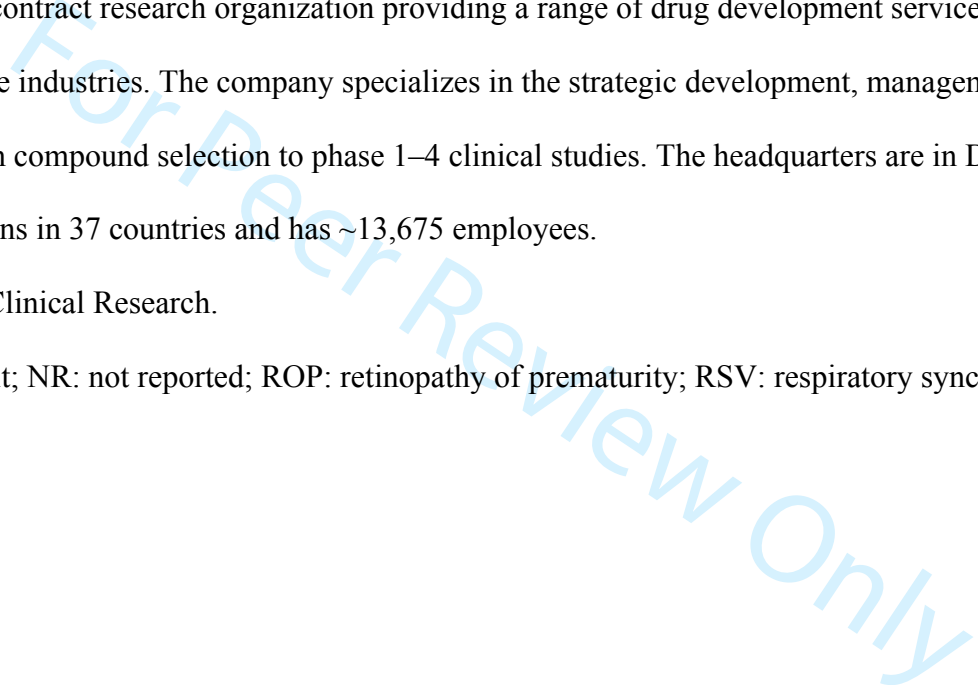 contract research organization providing a range of drug development service
e industries. The company specializes in the strategic development, managem
n compound selection to phase 1–4 clinical studies. The headquarters are in D
ns in 37 countries and has ~13,675 employees.
Clinical Research.
t; NR: not reported; ROP: retinopathy of prematurity; RSV: respiratory sync
For Peer Review Only